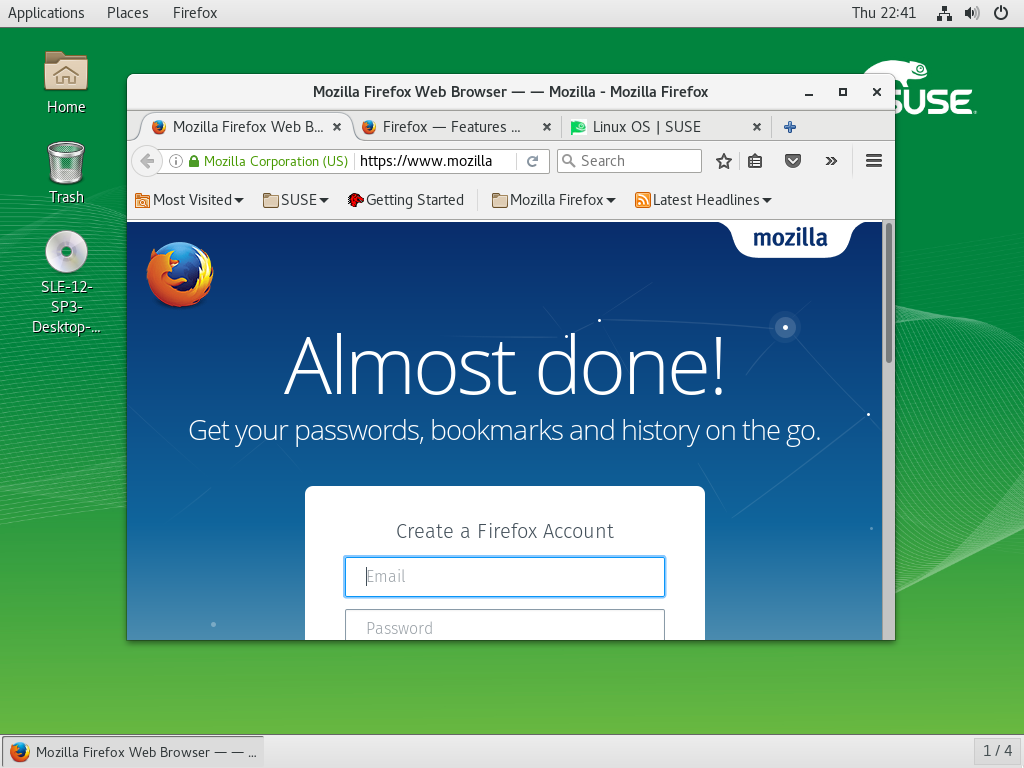 Applications Places Firefox Thu 22:41
Home
Trash
SLE-12-
SP3-
Desktop-...
SUSE
Mozilla Firefox Web Browser — — Mozilla - Mozilla Firefox
Mozilla Firefox Web B... Firefox — Features ... Linux OS | SUSE
Mozilla Corporation (US) https://www.mozilla Search
Most Visited SUSE Getting Started Mozilla Firefox Latest Headlines
mozilla
Almost done!
Get your passwords, bookmarks and history on the go.
Create a Firefox Account
Email
Password
Mozilla Firefox Web Browser — — ... 1 / 4